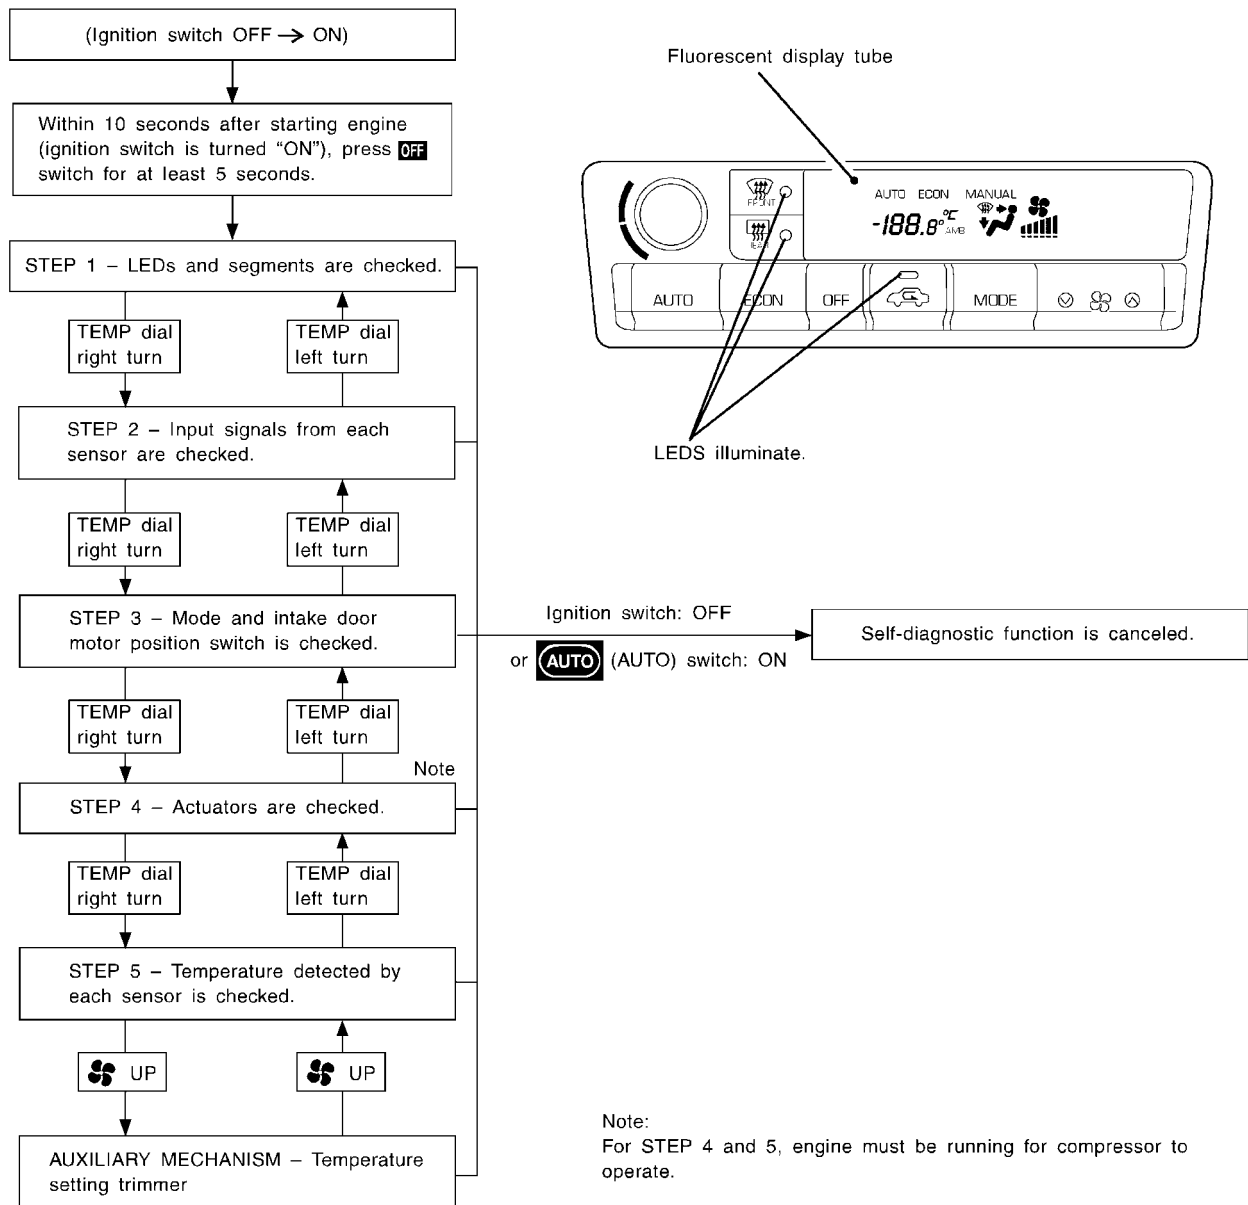 (Ignition switch OFF → ON)
Within 10 seconds after starting engine
(ignition switch is turned “ON”), press OFF
switch for at least 5 seconds.
STEP 1 – LEDs and segments are checked.
TEMP dial
right turn
TEMP dial
left turn
STEP 2 – Input signals from each
sensor are checked.
TEMP dial
right turn
TEMP dial
left turn
STEP 3 – Mode and intake door
motor position switch is checked.
TEMP dial
right turn
TEMP dial
left turn
Note
STEP 4 – Actuators are checked.
TEMP dial
right turn
TEMP dial
left turn
STEP 5 – Temperature detected by
each sensor is checked.
UP
UP
AUXILIARY MECHANISM – Temperature
setting trimmer
Ignition switch: OFF
or AUTO (AUTO) switch: ON
Self-diagnostic function is canceled.
Fluorescent display tube
FRONT
AUTO ECON MANUAL
-188.8°℃
AMB
AUTO ECON OFF MODE
LEDS illuminate.
Note:
For STEP 4 and 5, engine must be running for compressor to
operate.